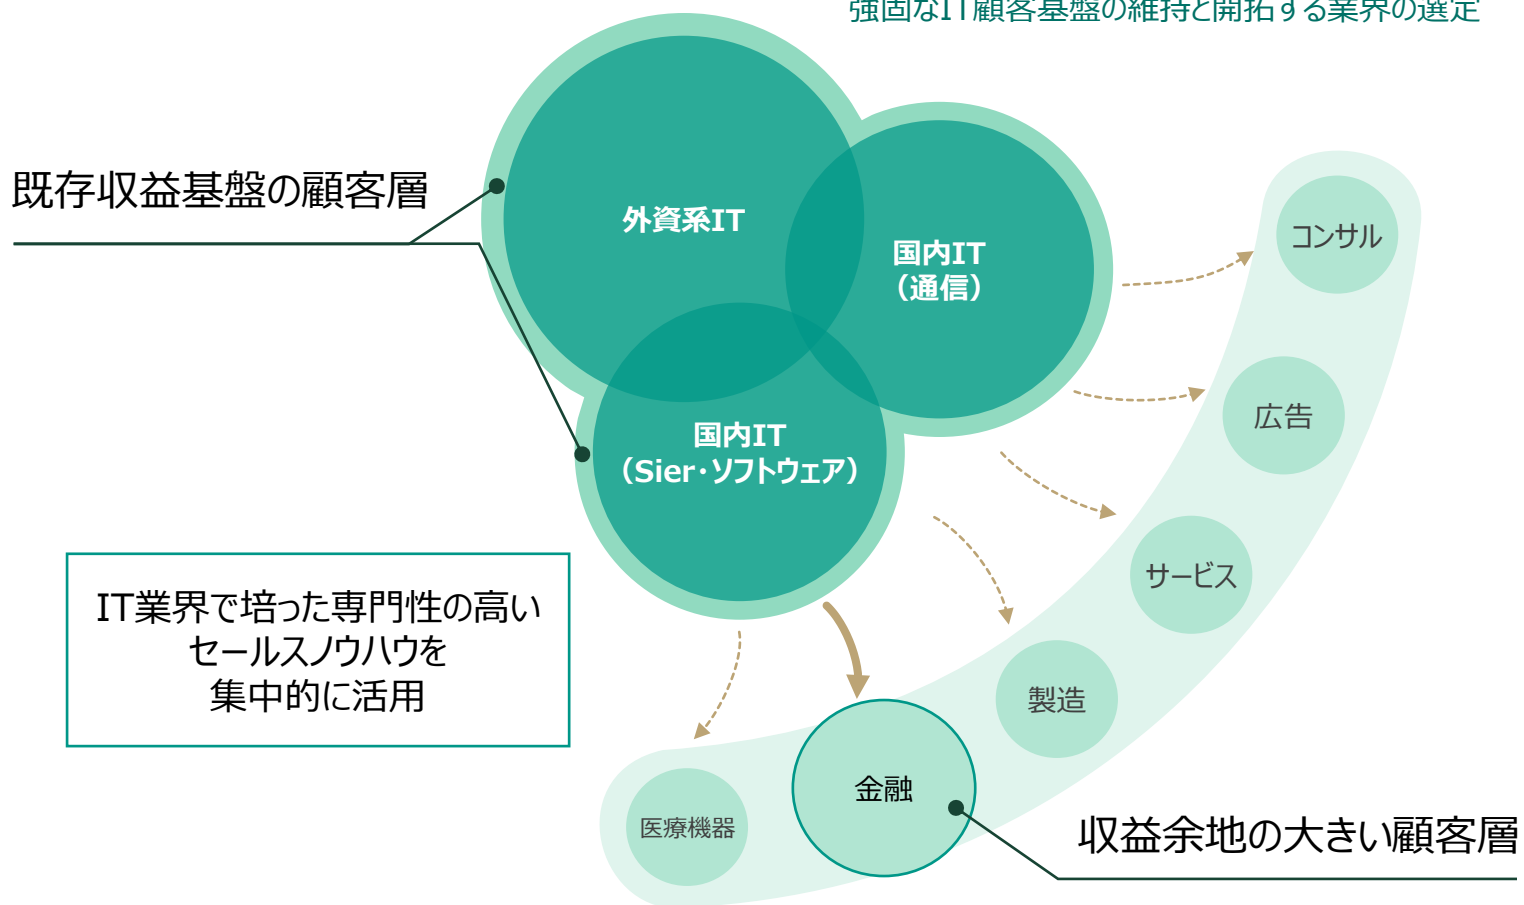 強固なIT顧客基盤の維持と開拓する業界の選定
既存収益基盤の顧客層
外資系IT
国内IT
（通信）
国内IT
（Sier・ソフトウェア）
コンサル
広告
サービス
製造
金融
医療機器
IT業界で培った専門性の高い
セールスノウハウを
集中的に活用
収益余地の大きい顧客層